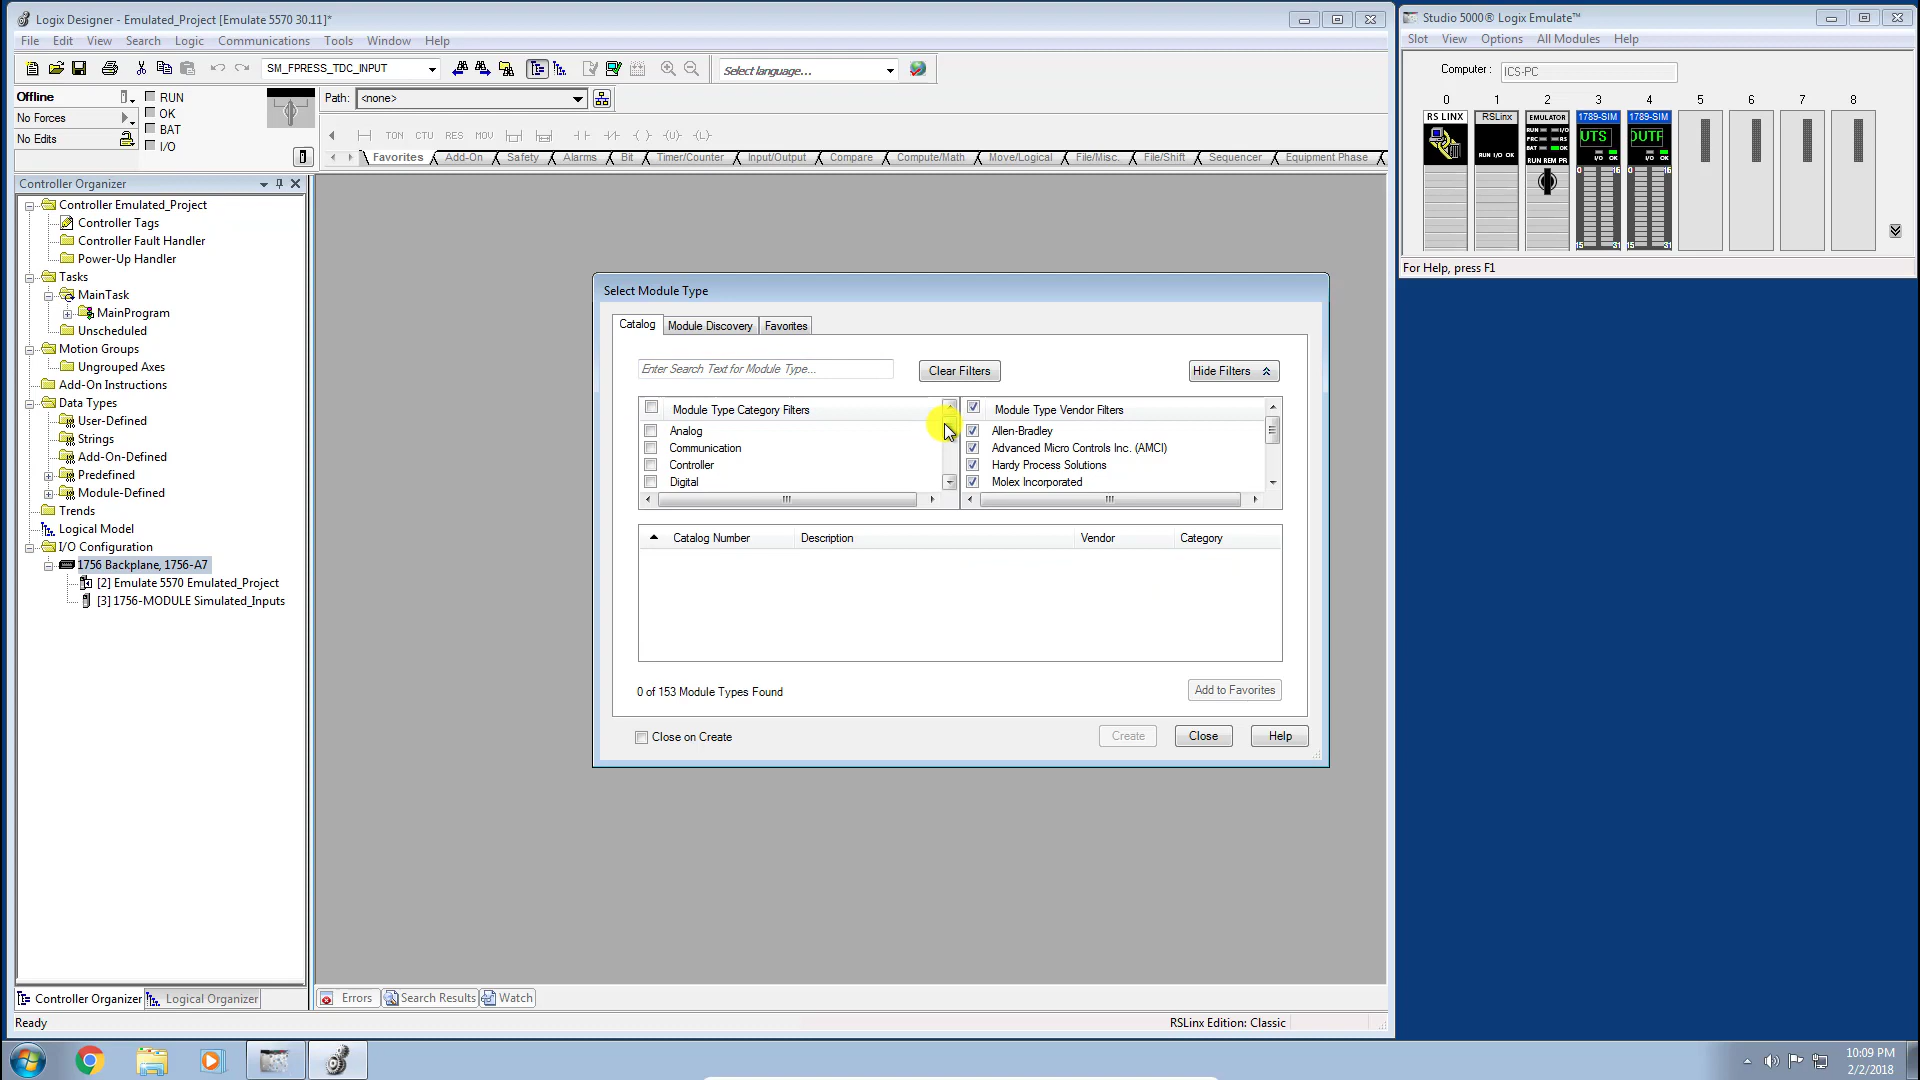 Logix Designer - Emulated_Project [Emulate 5570 30.11]*
File Edit View Search Logic Communications Tools Window Help
SM_FPRESS_TDC_INPUT
Select language...
Offline
RUN
No Forces
OK
No Edits
BAT
I/O
Path: <none>
TON CTU RES MOV
Favorites Add-On Safety Alarms Bit Timer/Counter Input/Output Compare Compute/Math Move/Logical File/Misc. File/Shift Sequencer Equipment Phase
Controller Organizer
Controller Emulated_Project
Controller Tags
Controller Fault Handler
Power-Up Handler
Tasks
MainTask
MainProgram
Unscheduled
Motion Groups
Ungrouped Axes
Add-On Instructions
Data Types
User-Defined
Strings
Add-On-Defined
Predefined
Module-Defined
Trends
Logical Model
I/O Configuration
1756 Backplane, 1756-A7
[2] Emulate 5570 Emulated_Project
[3] 1756-MODULE Simulated_Inputs
Controller Organizer Logical Organizer
Select Module Type
Catalog Module Discovery Favorites
Enter Search Text for Module Type...
Clear Filters
Hide Filters
Module Type Category Filters
Analog
Communication
Controller
Digital
Module Type Vendor Filters
Allen-Bradley
Advanced Micro Controls Inc. (AMCI)
Hardy Process Solutions
Molex Incorporated
Catalog Number Description Vendor Category
0 of 153 Module Types Found
Add to Favorites
Close on Create
Create Close Help
Errors Search Results Watch
Ready
RSLinx Edition: Classic
Studio 5000® Logix Emulate™
Slot View Options All Modules Help
Computer : ICS-PC
0 1 2 3 4 5 6 7 8
RS LINX RSLinx EMULATOR 1789-SIM 1789-SIM
RUN I/O OK
RUN REM PR
For Help, press F1
10:09 PM
2/2/2018